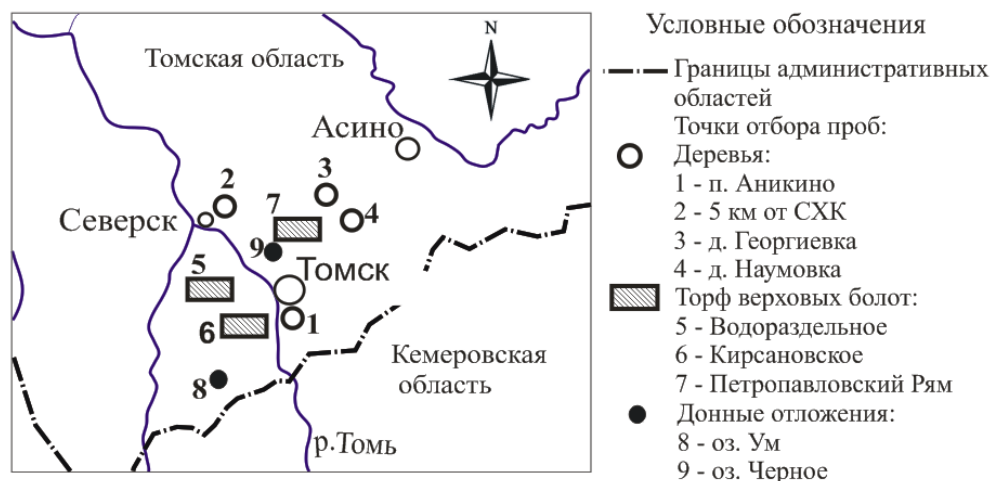 N
Томская область
Асино
3
2
7
4
Северск
9
Томск
5
1
6
Кемеровская
область
8
р.Томь
Условные обозначения
Границы административных
областей
Точки отбора проб:
Деревья:
1 - п. Аникино
2 - 5 км от СХК
3 - д. Георгиевка
4 - д. Наумовка
Торф верховых болот:
5 - Водораздельное
6 - Кирсановское
7 - Петропавловский Рям
Донные отложения:
8 - оз. Ум
9 - оз. Черное